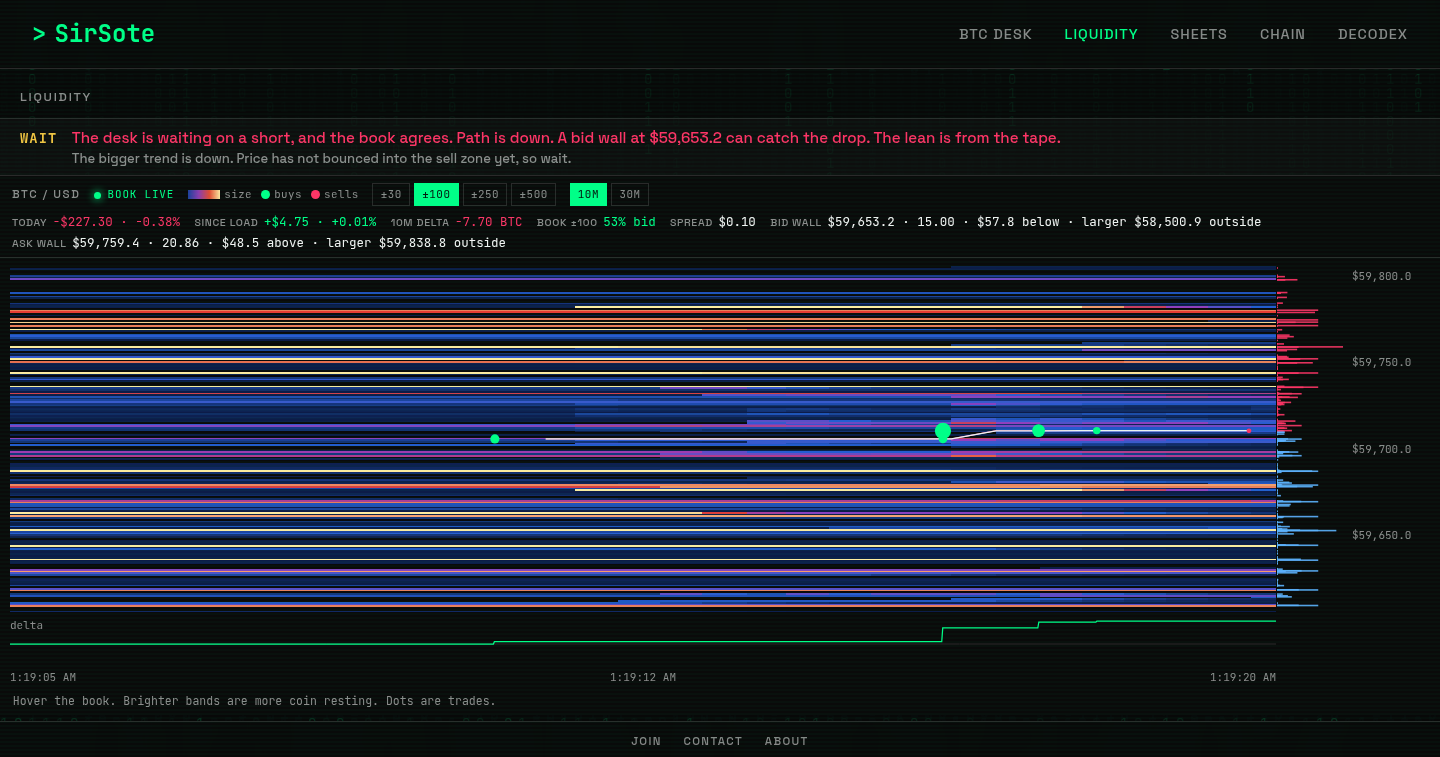 > SirSote
BTC DESK LIQUIDITY SHEETS CHAIN DECODEX
LIQUIDITY
WAIT The desk is waiting on a short, and the book agrees. Path is down. A bid wall at $59,653.2 can catch the drop. The lean is from the tape.
The bigger trend is down. Price has not bounced into the sell zone yet, so wait.
BTC / USD BOOK LIVE size buys sells ±30 ±100 ±250 ±500 10M 30M
TODAY -$227.30 · -0.38% SINCE LOAD +$4.75 · +0.01% 10M DELTA -7.70 BTC BOOK ±100 53% bid SPREAD $0.10 BID WALL $59,653.2 · 15.00 · $57.8 below · larger $58,500.9 outside
ASK WALL $59,759.4 · 20.86 · $48.5 above · larger $59,838.8 outside
$59,800.0
$59,750.0
$59,700.0
$59,650.0
delta
1:19:05 AM 1:19:12 AM 1:19:20 AM
Hover the book. Brighter bands are more coin resting. Dots are trades.
JOIN CONTACT ABOUT